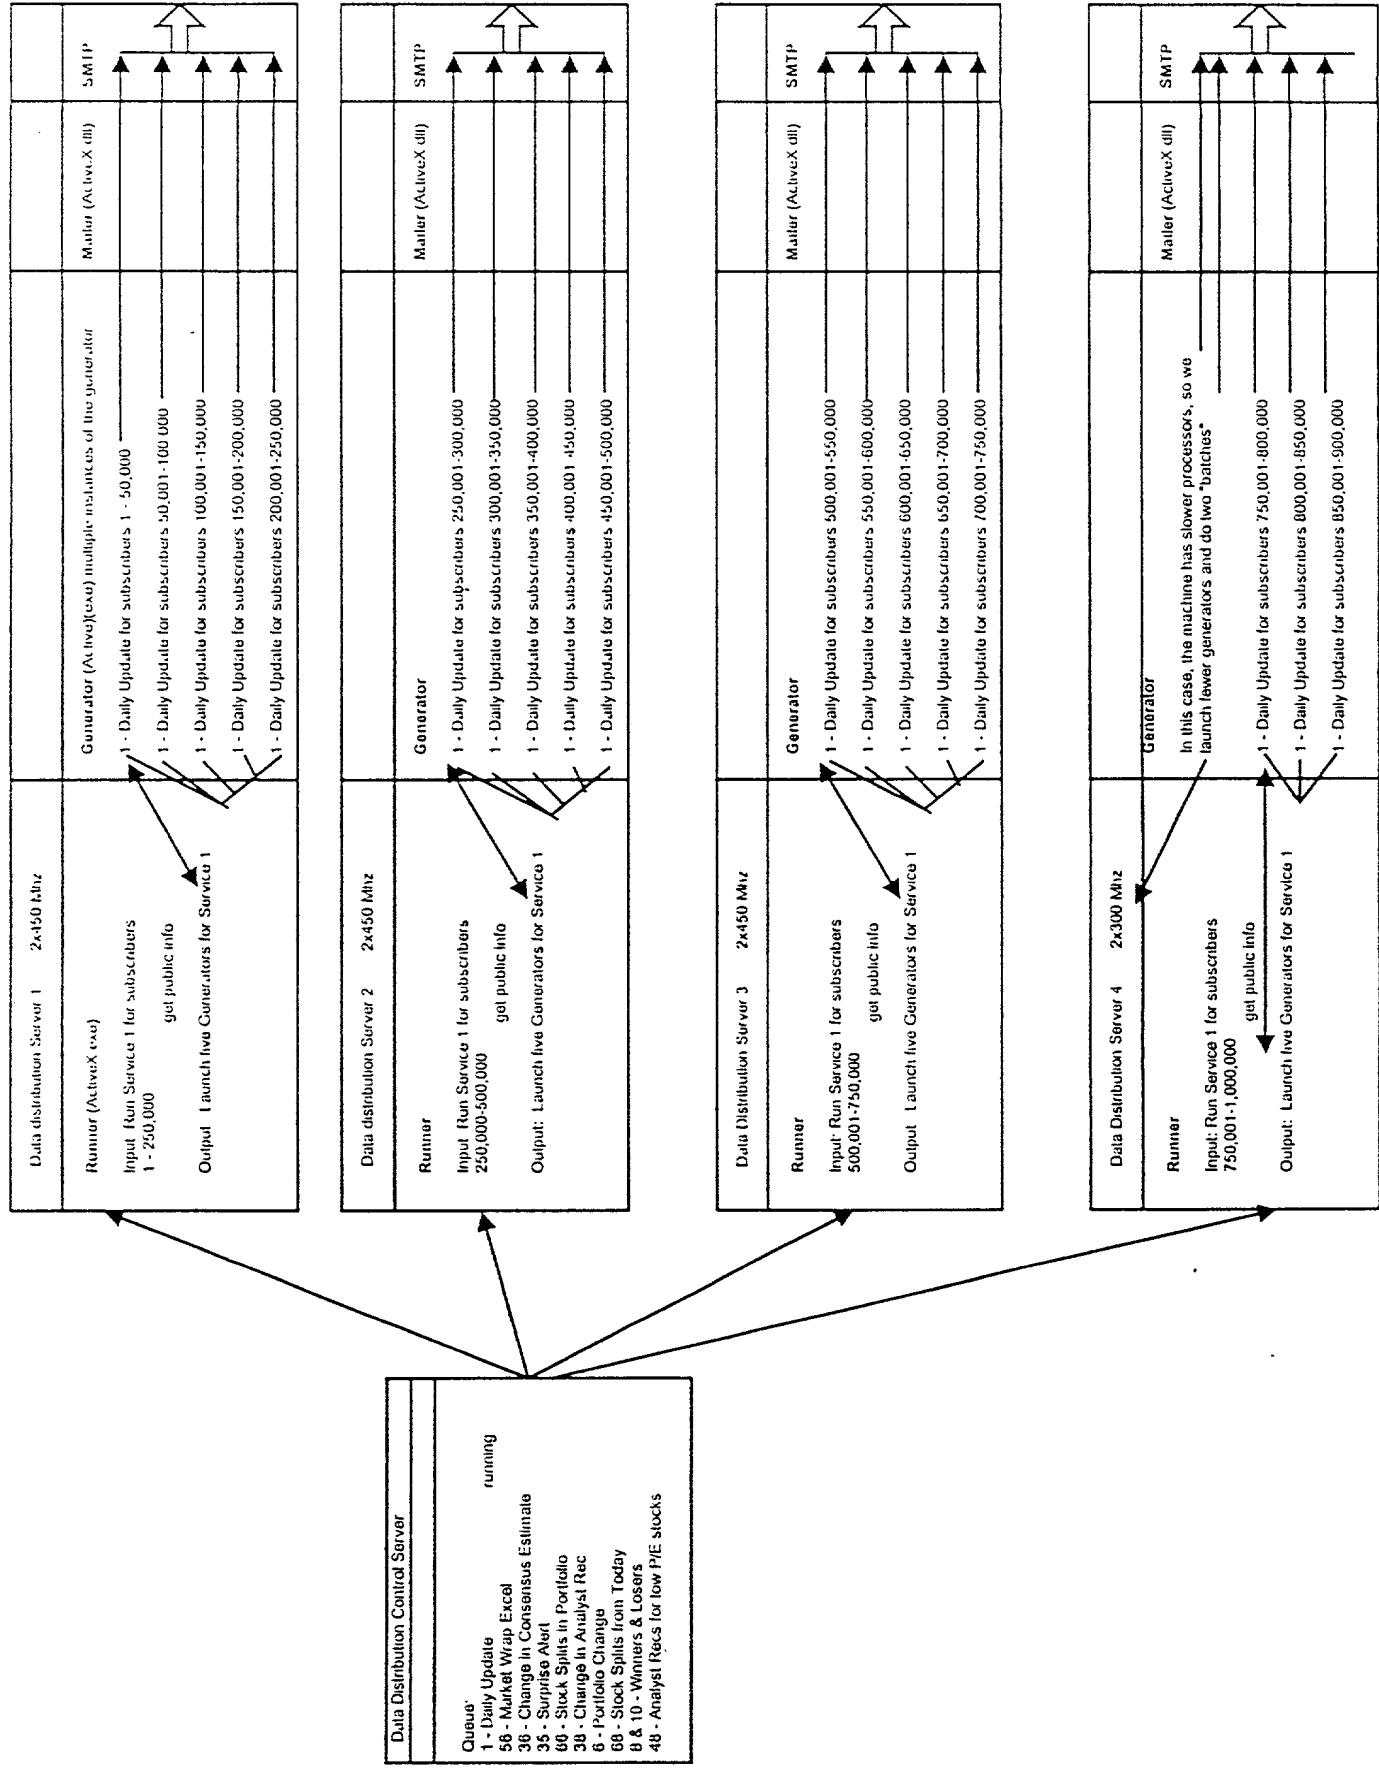 Data Distribution Control Server
Queue:
1 - Daily Update running
56 - Market Wrap Excel
36 - Change in Consensus Estimate
35 - Surprise Alert
66 - Stock Splits in Portfolio
38 - Change in Analyst Rec
6 - Portfolio Change
68 - Stock Splits from Today
8 & 10 - Winners & Losers
48 - Analyst Recs for low P/E stocks
Data distribution Server 1 2x450 Mhz
Runner (ActiveX exe)
Input Run Service 1 for subscribers
1 - 250,000
get public info
Output Launch five Generators for Service 1
Generator (ActiveX(exe) multiple instances of the generator
1 - Daily Update for subscribers 1 - 50,000
1 - Daily Update for subscribers 50,001-100 000
1 - Daily Update for subscribers 100,001-150,000
1 - Daily Update for subscribers 150,001-200,000
1 - Daily Update for subscribers 200,001-250,000
Mailer (ActiveX dll)
SMTP
Data distribution Server 2 2x450 Mhz
Runner
Input Run Service 1 for subscribers
250,000-500,000
get public info
Output: Launch five Generators for Service 1
Generator
1 - Daily Update for subscribers 250,001-300,000
1 - Daily Update for subscribers 300,001-350,000
1 - Daily Update for subscribers 350,001-400,000
1 - Daily Update for subscribers 400,001-450,000
1 - Daily Update for subscribers 450,001-500,000
Mailer (ActiveX dll)
SMTP
Data Distribution Server 3 2x450 Mhz
Runner
Input: Run Service 1 for subscribers
500,001-750,000
get public info
Output Launch five Generators for Service 1
Generator
1 - Daily Update for subscribers 500,001-550,000
1 - Daily Update for subscribers 550,001-600,000
1 - Daily Update for subscribers 600,001-650,000
1 - Daily Update for subscribers 650,001-700,000
1 - Daily Update for subscribers 700,001-750,000
Mailer (ActiveX dll)
SMTP
Data Distribution Server 4 2x300 Mhz
Runner
Input: Run Service 1 for subscribers
750,001-1,000,000
get public info
Output: Launch five Generators for Service 1
Generator
In this case, the machine has slower processors, so we
launch fewer generators and do two "batches"
1 - Daily Update for subscribers 750,001-800,000
1 - Daily Update for subscribers 800,001-850,000
1 - Daily Update for subscribers 850,001-900,000
Mailer (ActiveX dll)
SMTP